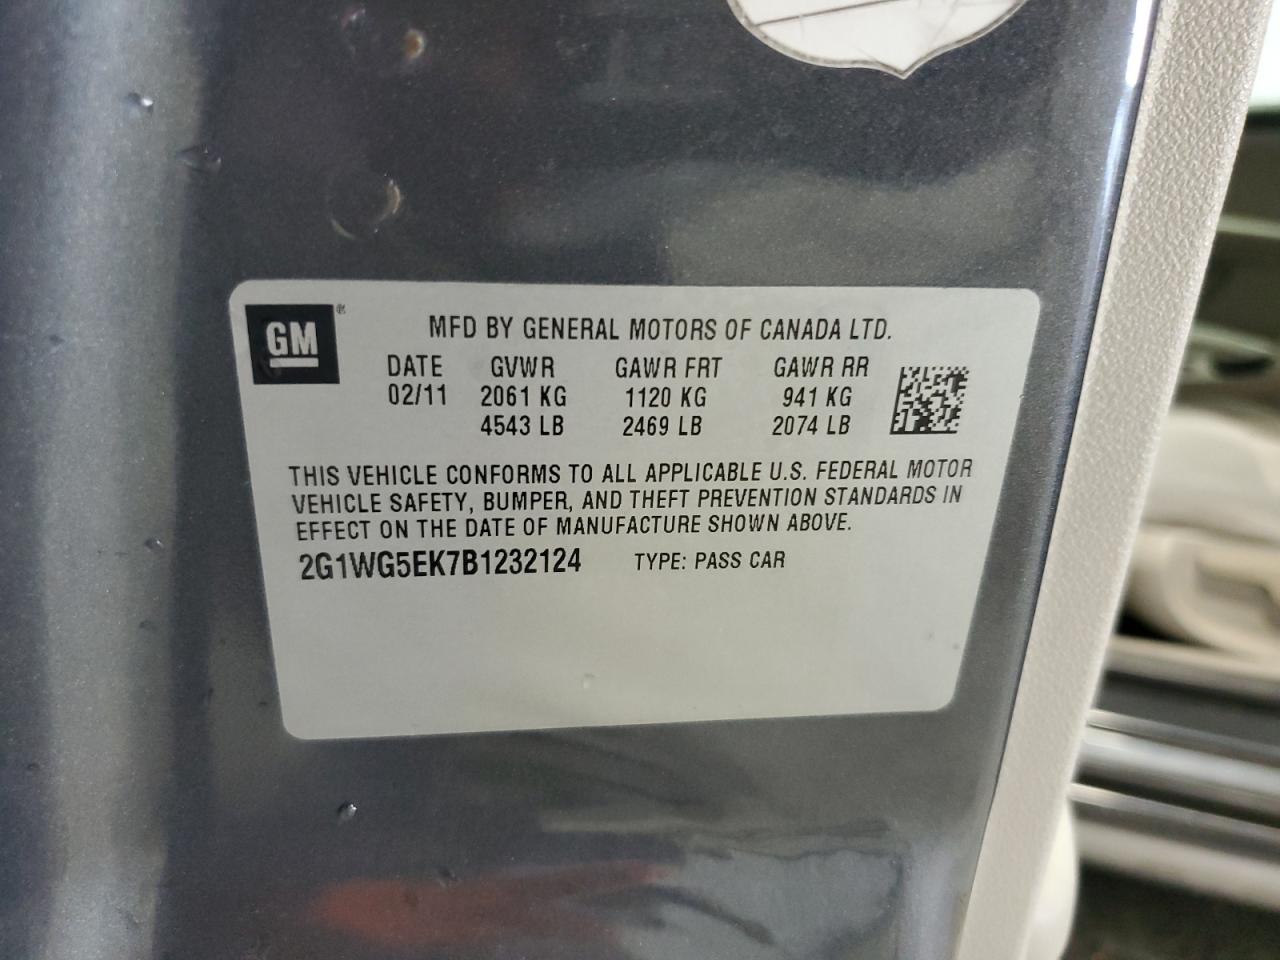 GM®
MFD BY GENERAL MOTORS OF CANADA LTD.
DATE GVWR GAWR FRT GAWR RR
02/11 2061 KG 1120 KG 941 KG
4543 LB 2469 LB 2074 LB
THIS VEHICLE CONFORMS TO ALL APPLICABLE U.S. FEDERAL MOTOR
VEHICLE SAFETY, BUMPER, AND THEFT PREVENTION STANDARDS IN
EFFECT ON THE DATE OF MANUFACTURE SHOWN ABOVE.
2G1WG5EK7B1232124 TYPE: PASS CAR